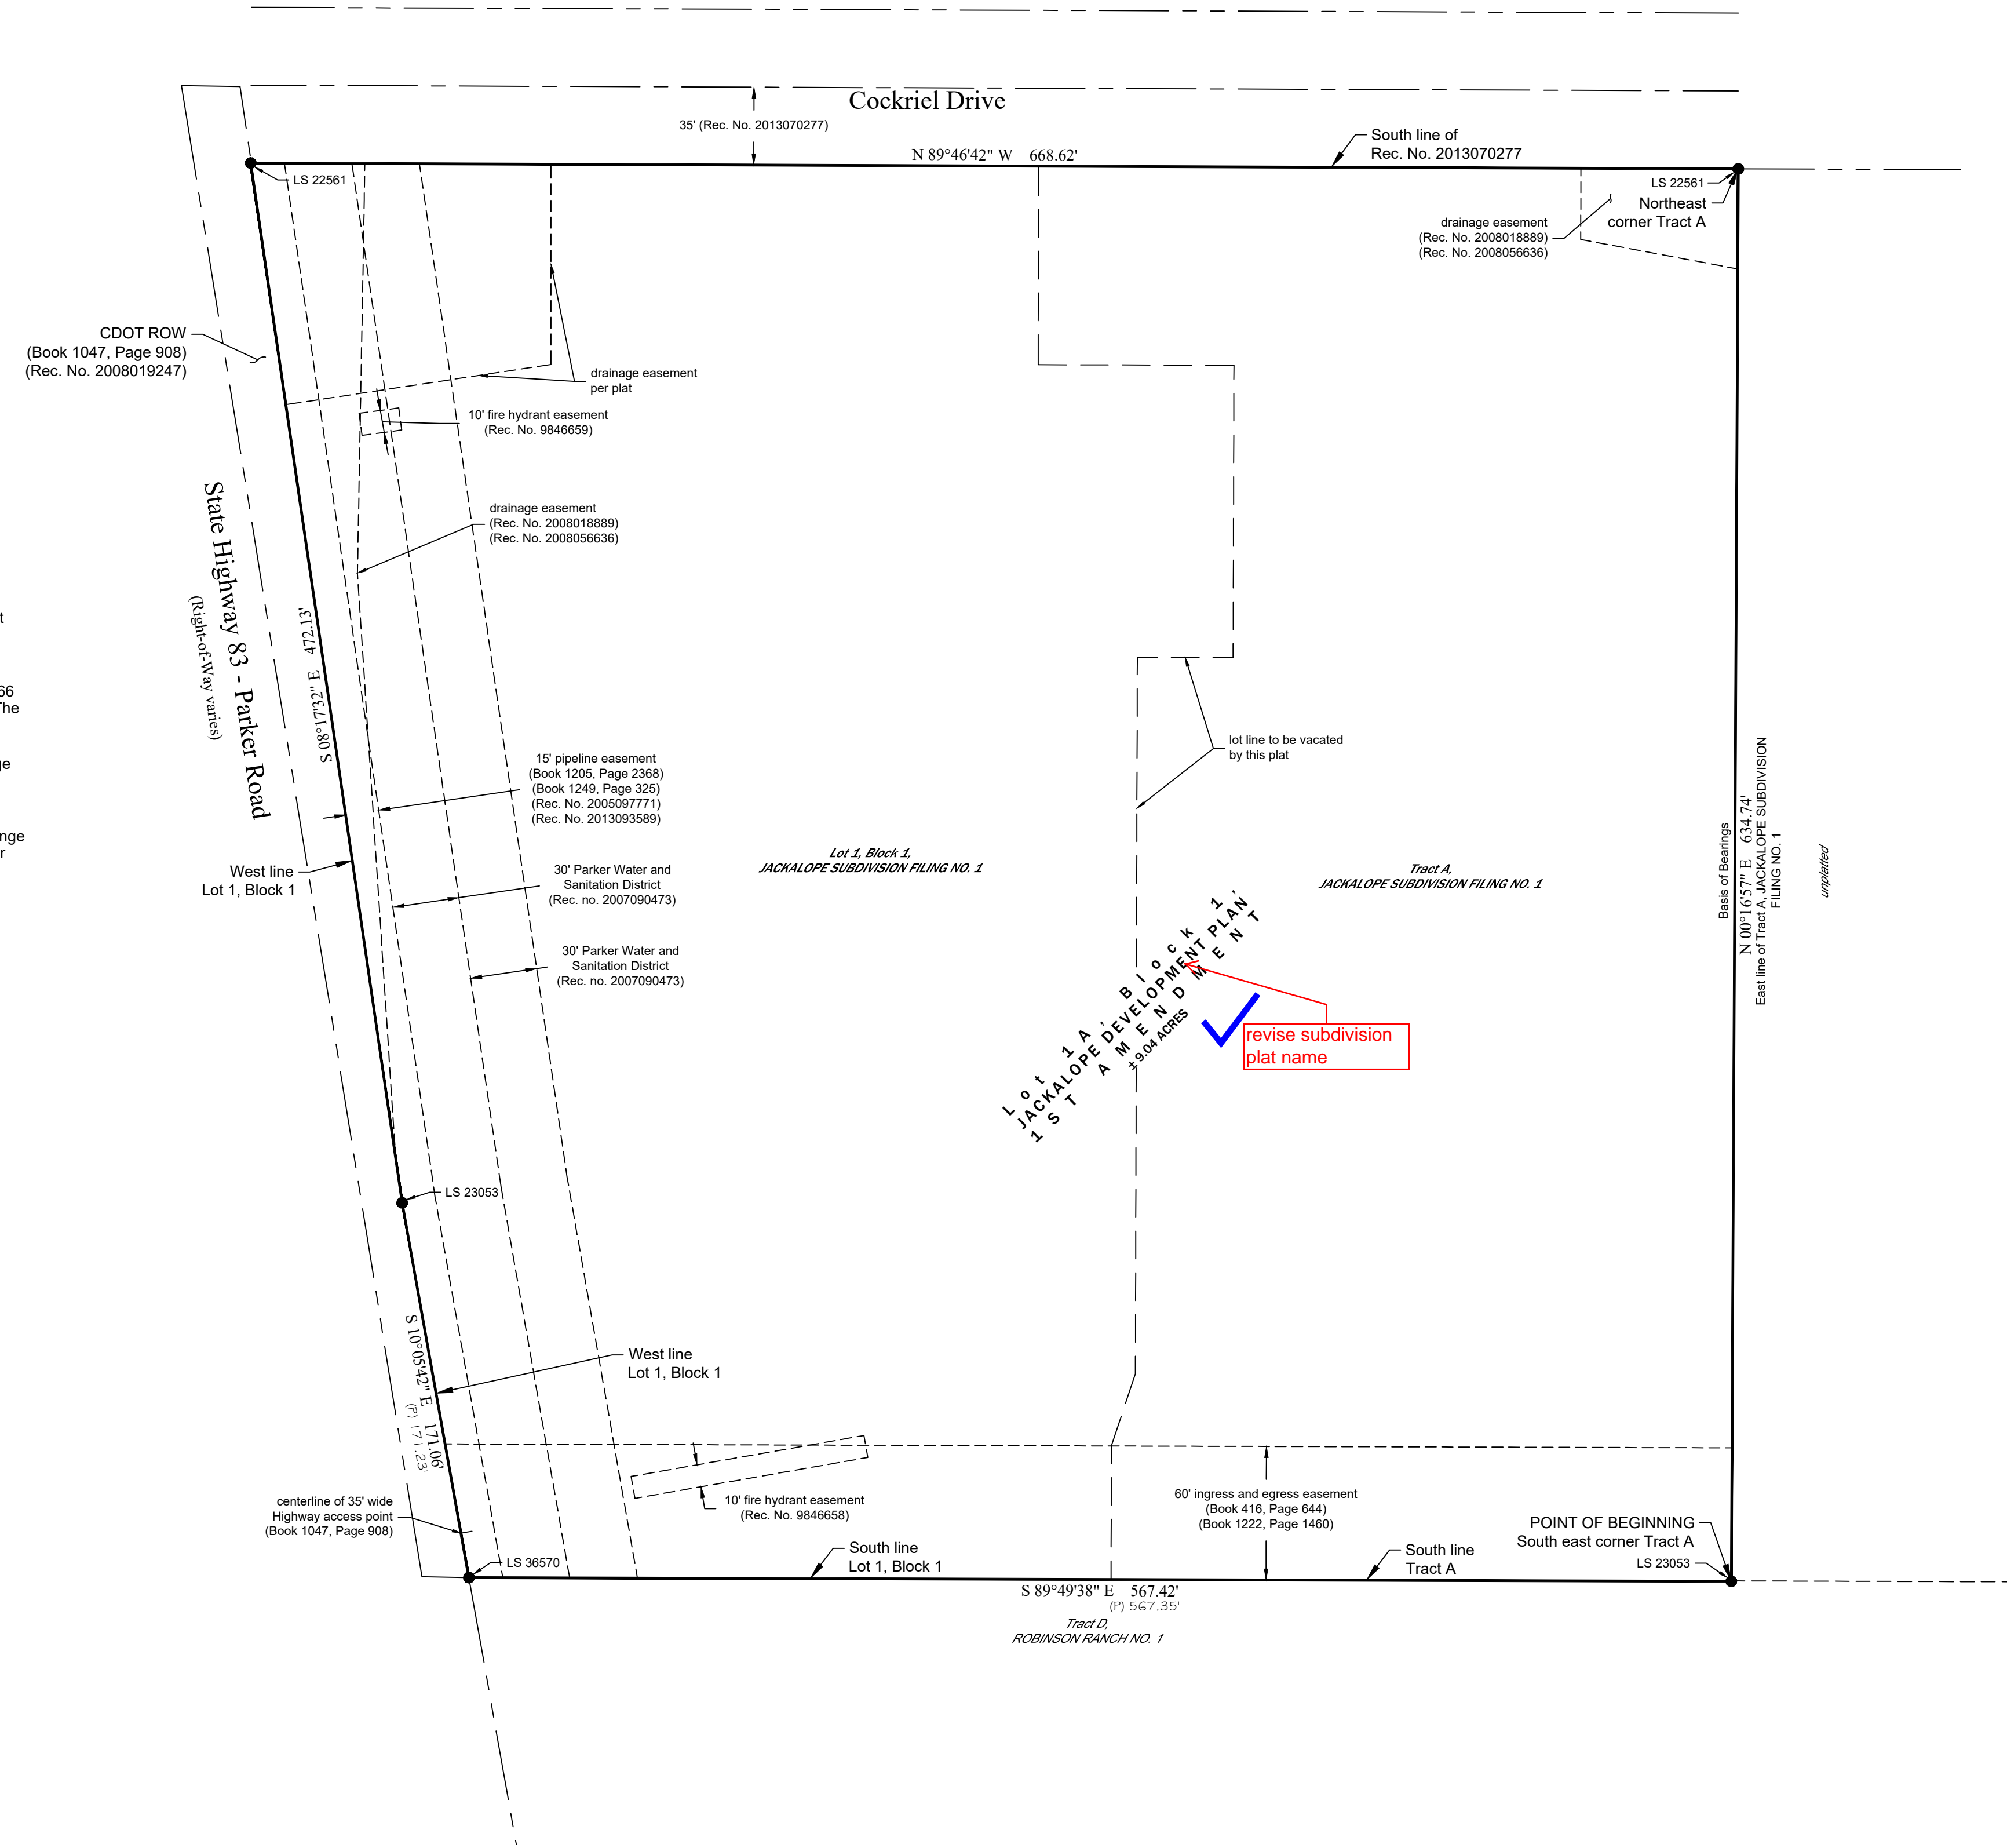 Cockriel Drive
35' (Rec. No. 2013070277)
N 89°46'42" W 668.62'
South line of
Rec. No. 2013070277
LS 22561
LS 22561
Northeast
corner Tract A
drainage easement
(Rec. No. 2008018889)
(Rec. No. 2008056636)
CDOT ROW
(Book 1047, Page 908)
(Rec. No. 2008019247)
drainage easement
per plat
10' fire hydrant easement
(Rec. No. 9846659)
State Highway 83 - Parker Road
(Right-of-Way varies)
drainage easement
(Rec. No. 2008018889)
(Rec. No. 2008056636)
S 08°17'32" E 472.13'
t
66
The
ge
nge
r
15' pipeline easement
(Book 1205, Page 2368)
(Book 1249, Page 325)
(Rec. No. 2005097771)
(Rec. No. 2013093589)
lot line to be vacated
by this plat
West line
Lot 1, Block 1
30' Parker Water and
Sanitation District
(Rec. no. 2007090473)
30' Parker Water and
Sanitation District
(Rec. no. 2007090473)
Lot 1, Block 1,
JACKALOPE SUBDIVISION FILING NO. 1
Tract A,
JACKALOPE SUBDIVISION FILING NO. 1
Basis of Bearings
N 00°16'57" E 634.74'
East line of Tract A, JACKALOPE SUBDIVISION
FILING NO. 1
unplatted
Lot 1A, Block 1,
JACKALOPE DEVELOPMENT PLAN
1ST AMENDMENT
±9.04 ACRES
revise subdivision
plat name
LS 23053
S 10°05'42" E 171.06'
(P) 171.23'
West line
Lot 1, Block 1
centerline of 35' wide
Highway access point
(Book 1047, Page 908)
10' fire hydrant easement
(Rec. No. 9846658)
60' ingress and egress easement
(Book 416, Page 644)
(Book 1222, Page 1460)
POINT OF BEGINNING
South east corner Tract A
LS 23053
LS 36570
South line
Lot 1, Block 1
South line
Tract A
S 89°49'38" E 567.42'
(P) 567.35'
Tract D,
ROBINSON RANCH NO. 1